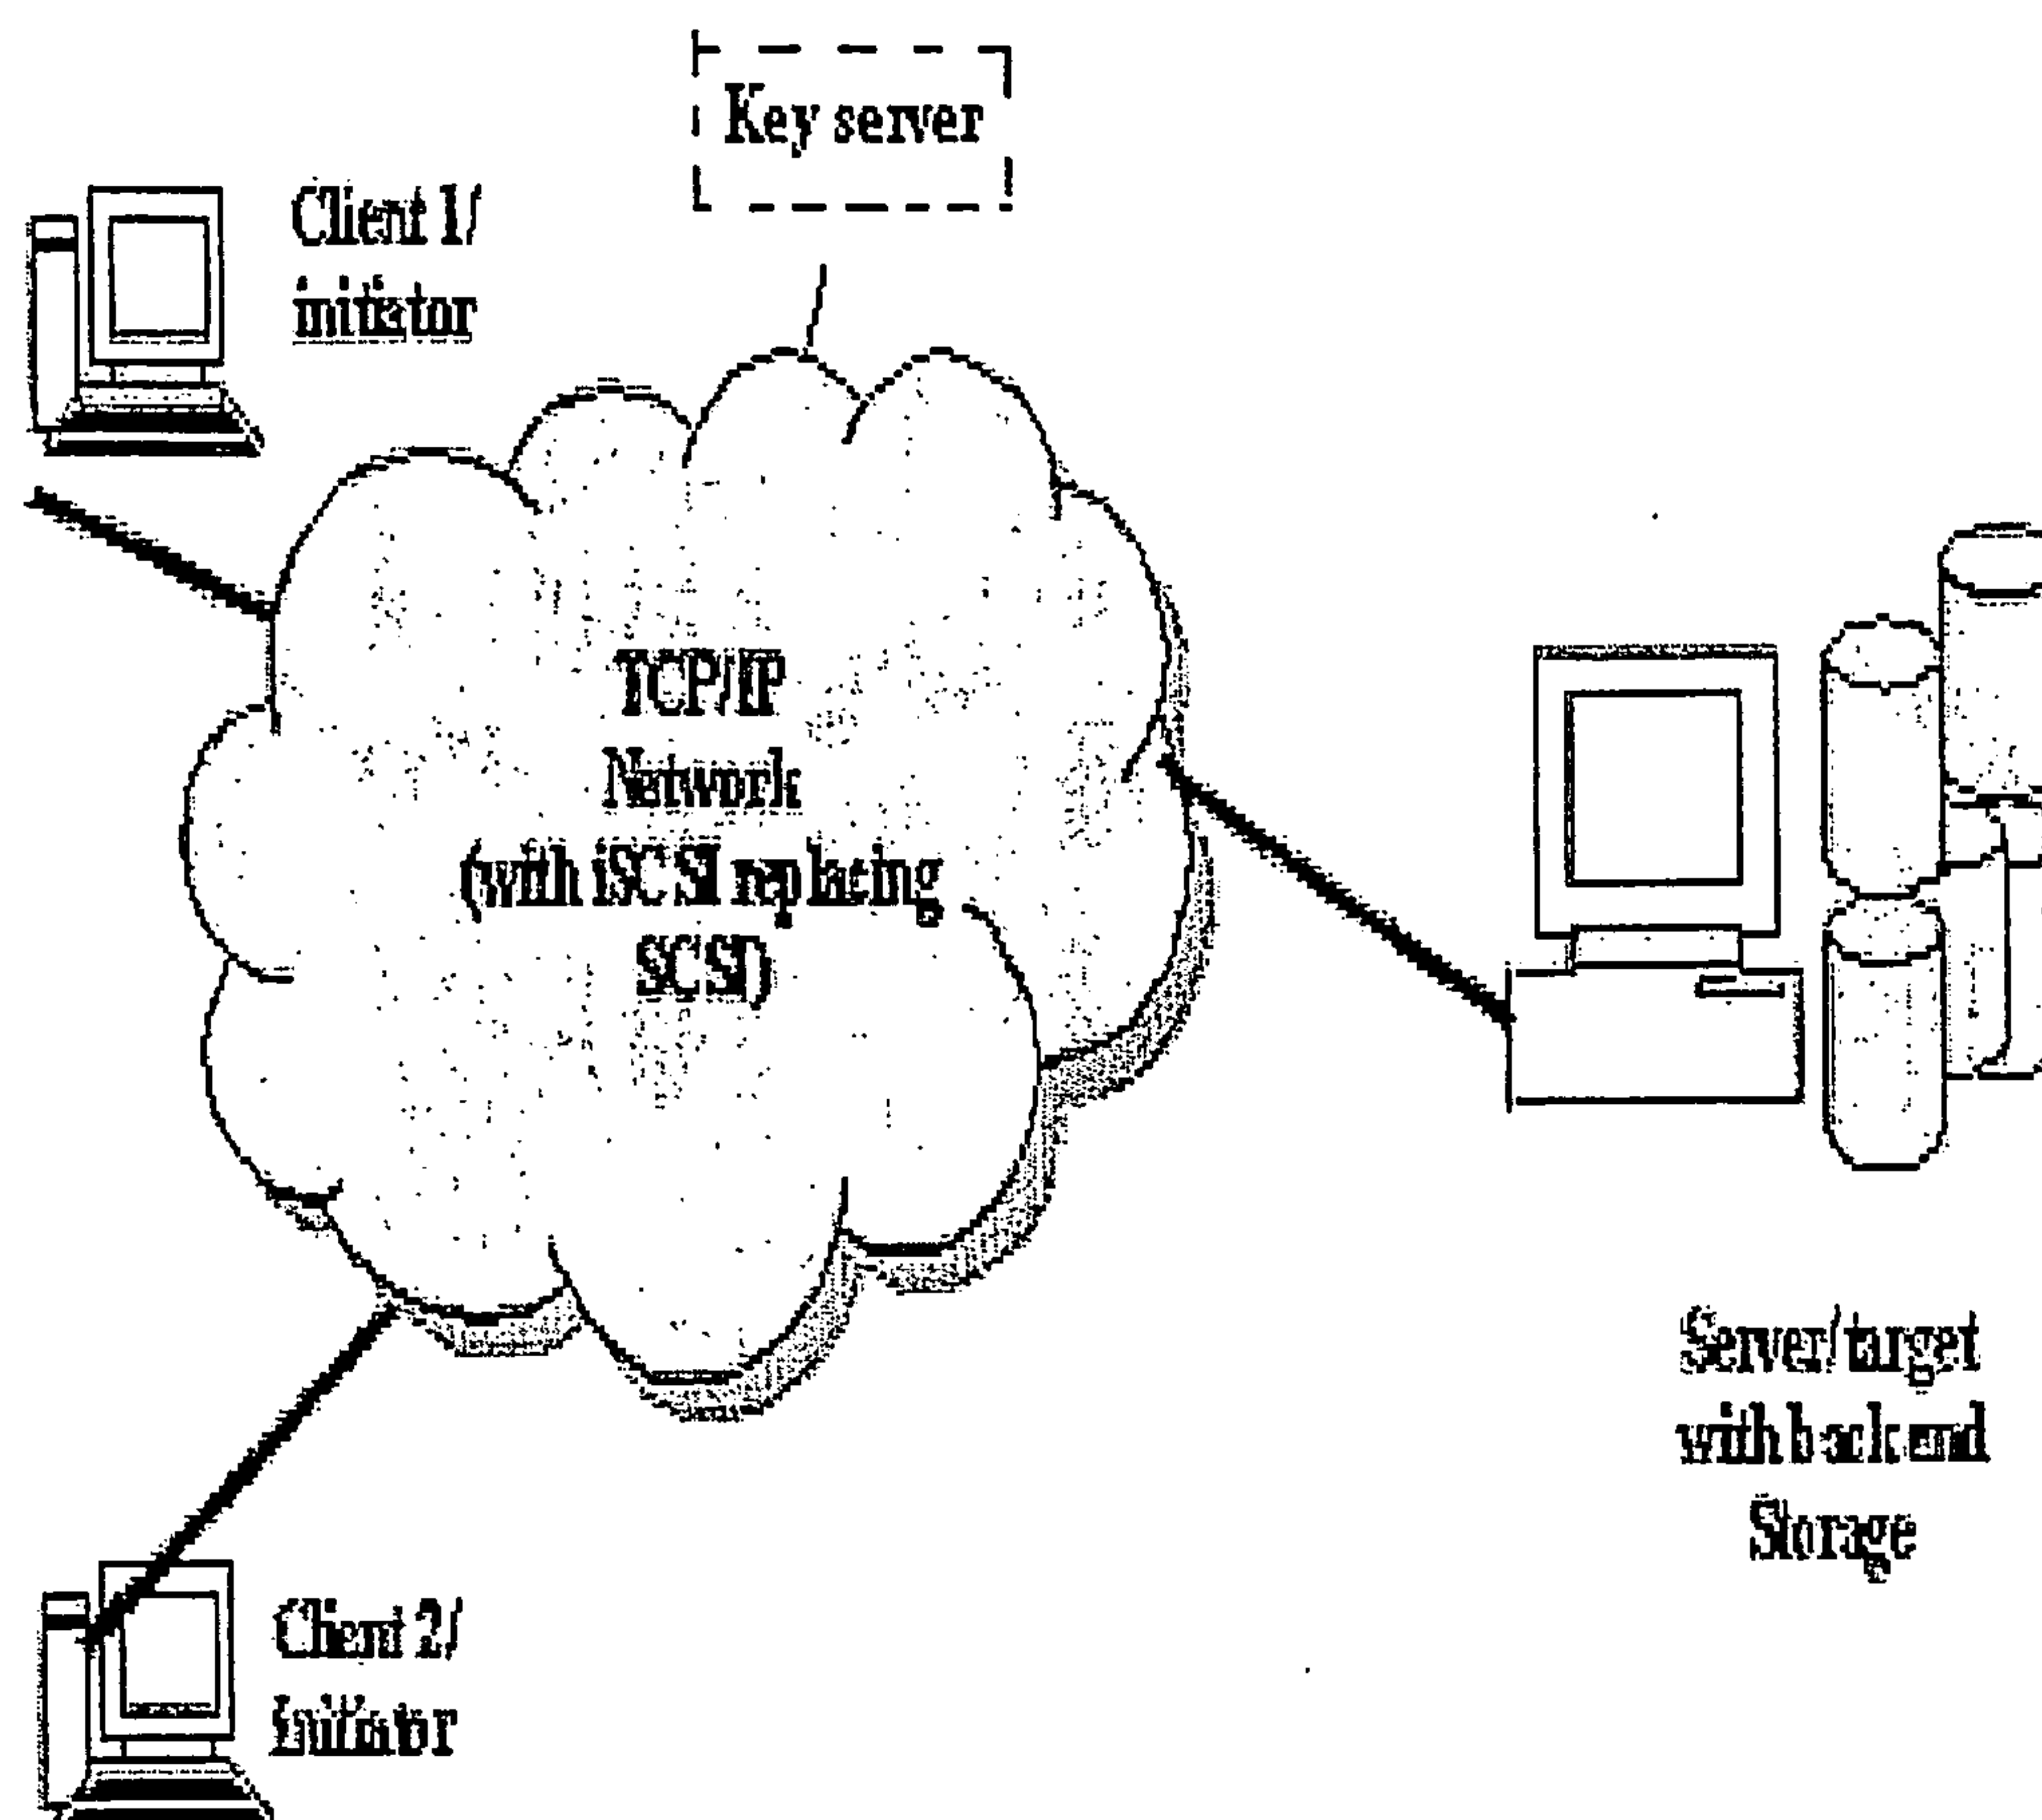 Key server
Client 1/
initiator
TCP/IP
Network
(with iSCSI replacing
SCSI)
Server/target
with back end
Storage
Client 2/
Initiator